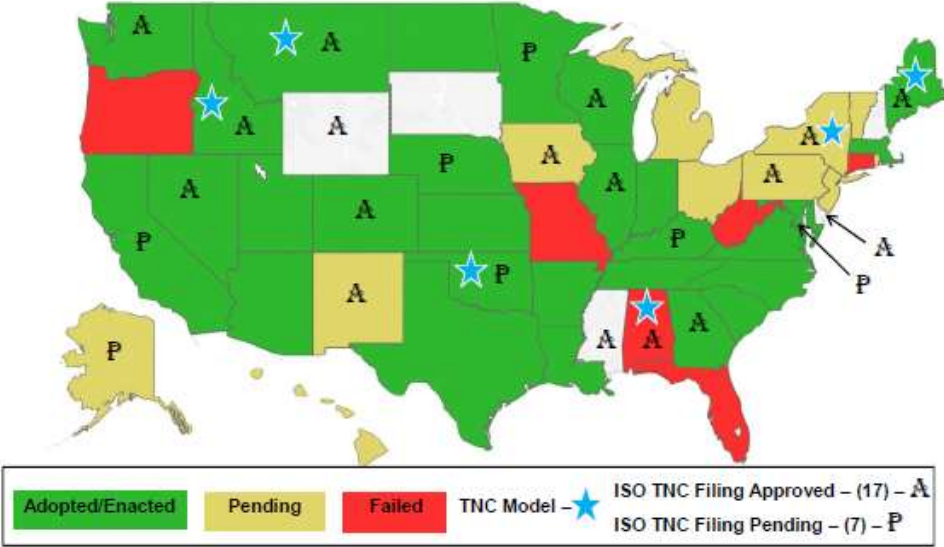 A
A
P
A
A
A
A
A
A
P
A
A
A
A
P
P
A
P
P
A
A
A
A
P
Adopted/Enacted
Pending
Failed
TNC Model –
ISO TNC Filing Approved – (17) – A
ISO TNC Filing Pending – (7) – P